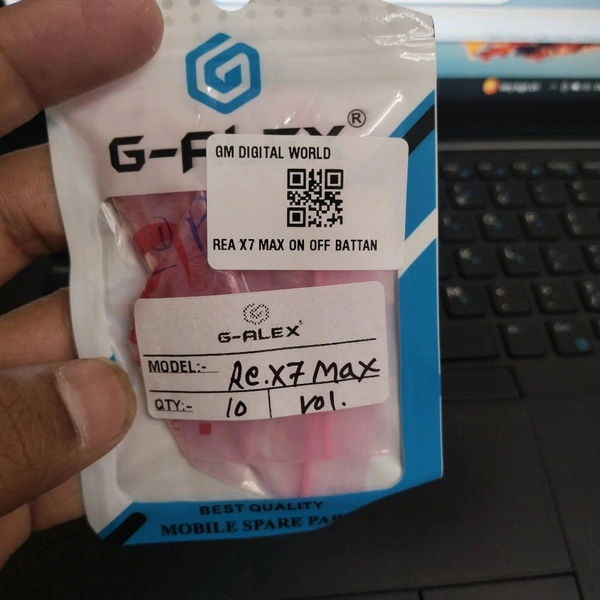 G-ALEX®
GM DIGITAL WORLD
REA X7 MAX ON OFF BATTAN
G-ALEX
MODEL:- Re.X7 Max
QTY:- 10 Vol.
BEST QUALITY
MOBILE SPARE